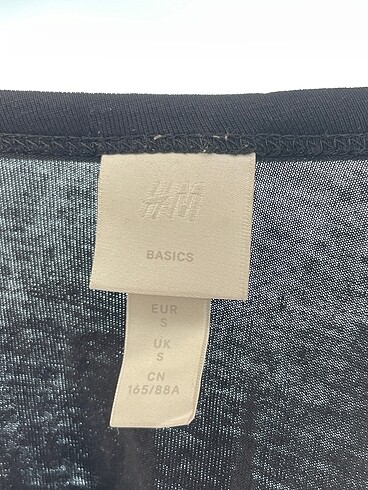 H&M
BASICS
EUR
S
UK
S
CN
165/88A